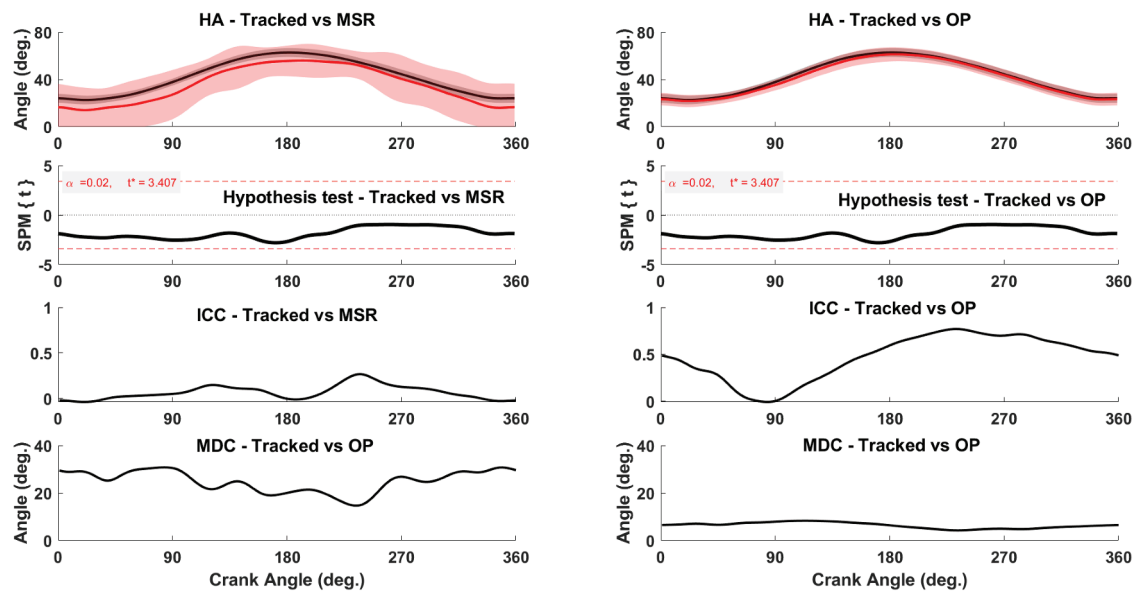 HA - Tracked vs MSR
Angle (deg.)
80
40
0
0 90 180 270 360
SPM { t }
5
0
-5
α =0.02, t* = 3.407
Hypothesis test - Tracked vs MSR
0 90 180 270 360
ICC - Tracked vs MSR
1
0.5
0
0 90 180 270 360
MDC - Tracked vs OP
Angle (deg.)
40
20
0
0 90 180 270 360
Crank Angle (deg.)
HA - Tracked vs OP
Angle (deg.)
80
40
0
0 90 180 270 360
SPM { t }
5
0
-5
α =0.02, t* = 3.407
Hypothesis test - Tracked vs OP
0 90 180 270 360
ICC - Tracked vs OP
1
0.5
0
0 90 180 270 360
MDC - Tracked vs OP
Angle (deg.)
40
20
0
0 90 180 270 360
Crank Angle (deg.)